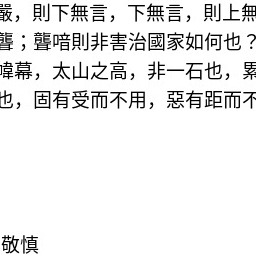 嚴，則下無言，下無言，則上無
聾；聾喑則非害治國家如何也？
幃幕，太山之高，非一石也，累
也，固有受而不用，惡有距而不
敬慎